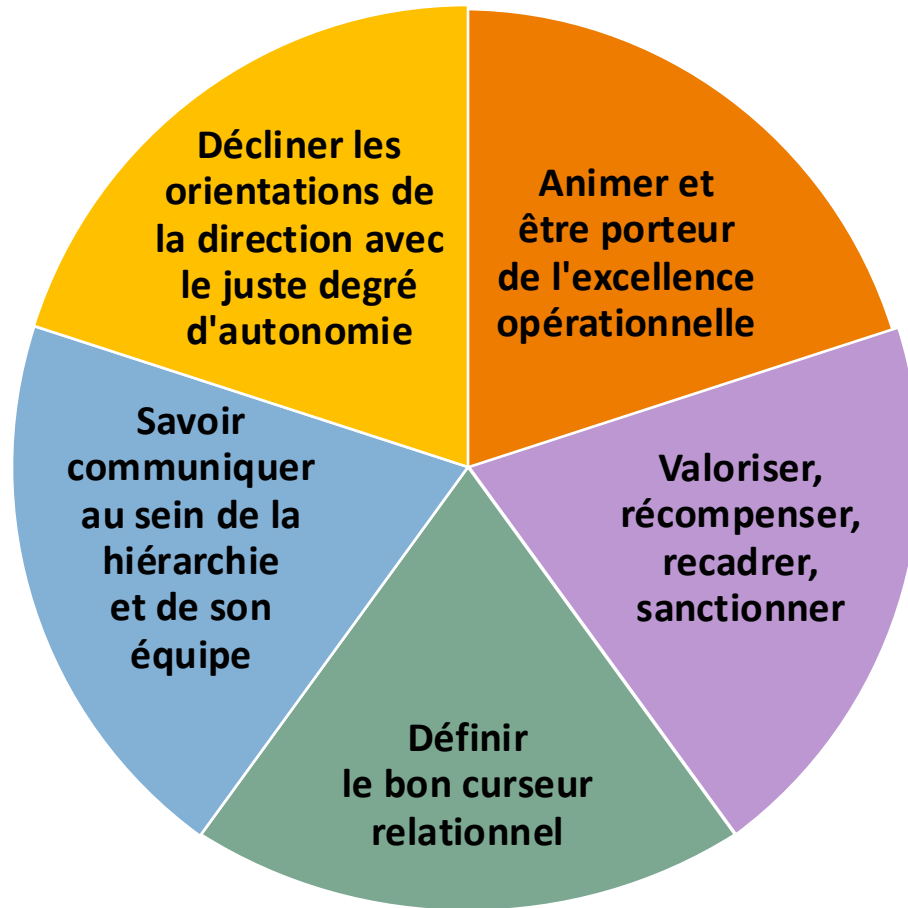 Décliner les
orientations de
la direction avec
le juste degré
d'autonomie
Animer et
être porteur
de l'excellence
opérationnelle
Savoir
communiquer
au sein de la
hiérarchie
et de son
équipe
Valoriser,
récompenser,
recadrer,
sanctionner
Définir
le bon curseur
relationnel